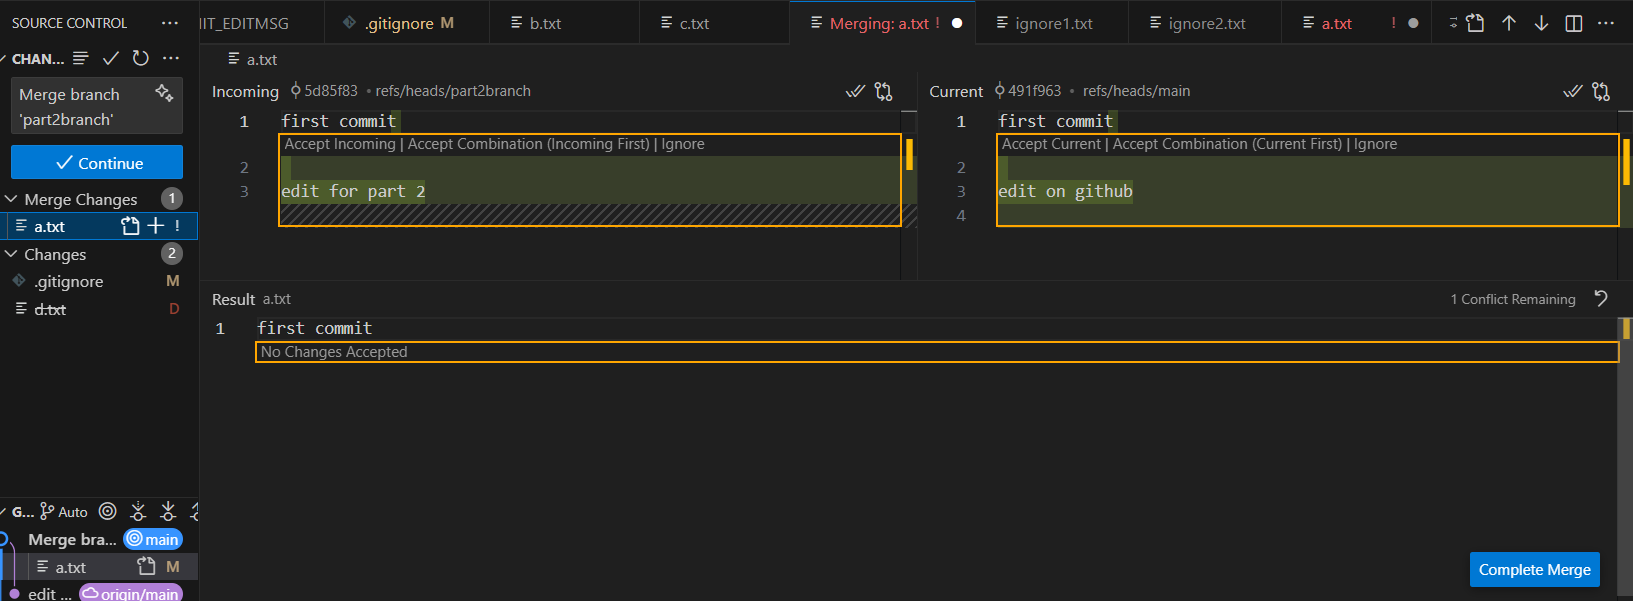 SOURCE CONTROL ···
CHAN... ···
Merge branch
'part2branch'
Continue
Merge Changes 1
a.txt !
Changes 2
.gitignore M
d.txt D
G... Auto
Merge bra... main
a.txt M
edit ... origin/main
IIT_EDITMSG .gitignore M b.txt c.txt Merging: a.txt ! ignore1.txt ignore2.txt a.txt ! ···
a.txt
Incoming 5d85f83 • refs/heads/part2branch
1 first commit
Accept Incoming | Accept Combination (Incoming First) | Ignore
2
3 edit for part 2
Current 491f963 • refs/heads/main
1 first commit
Accept Current | Accept Combination (Current First) | Ignore
2
3 edit on github
4
Result a.txt 1 Conflict Remaining
1 first commit
No Changes Accepted
Complete Merge